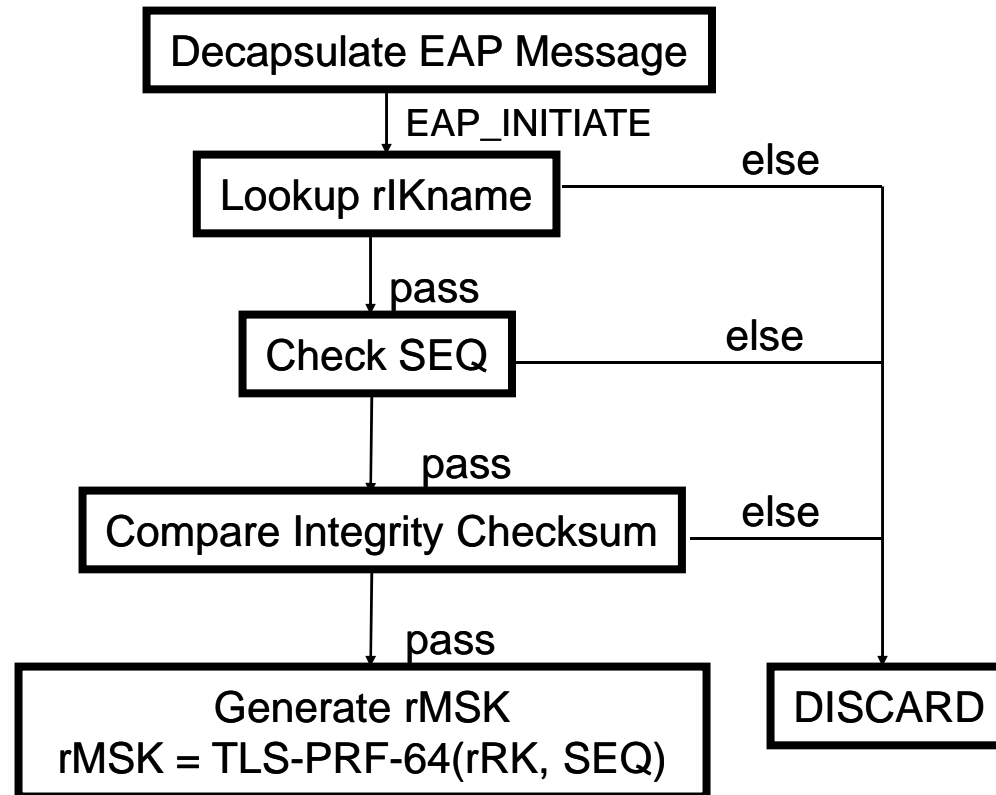 Decapsulate EAP Message
EAP_INITIATE
else
Lookup rIKname
pass
else
Check SEQ
pass
else
Compare Integrity Checksum
pass
Generate rMSK
rMSK = TLS-PRF-64(rRK, SEQ)
DISCARD